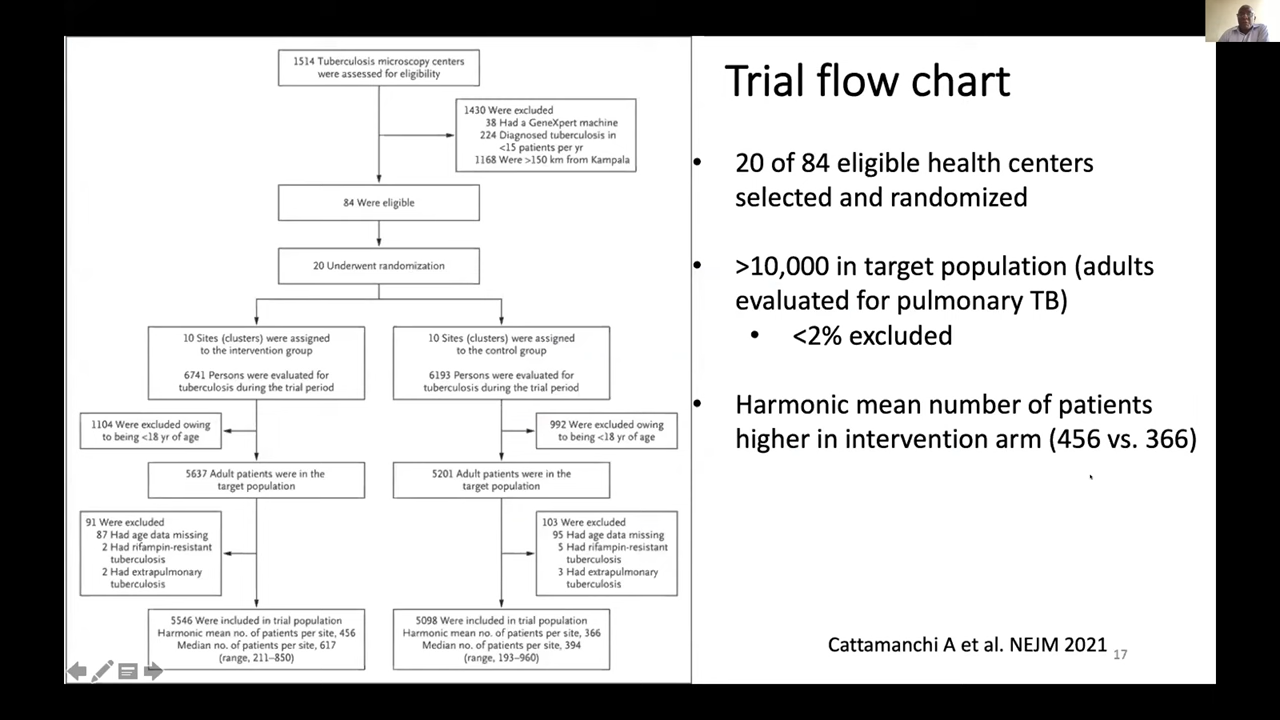 1514 Tuberculosis microscopy centers
were assessed for eligibility
1430 Were excluded
38 Had a GeneXpert machine
224 Diagnosed tuberculosis in
<15 patients per yr
1168 Were >150 km from Kampala
84 Were eligible
20 Underwent randomization
10 Sites (clusters) were assigned
to the intervention group
6741 Persons were evaluated for
tuberculosis during the trial period
10 Sites (clusters) were assigned
to the control group
6193 Persons were evaluated for
tuberculosis during the trial period
1104 Were excluded owing
to being <18 yr of age
992 Were excluded owing
to being <18 yr of age
5637 Adult patients were in the
target population
5201 Adult patients were in the
target population
91 Were excluded
87 Had age data missing
2 Had rifampin-resistant
tuberculosis
2 Had extrapulmonary
tuberculosis
103 Were excluded
95 Had age data missing
5 Had rifampin-resistant
tuberculosis
3 Had extrapulmonary
tuberculosis
5546 Were included in trial population
Harmonic mean no. of patients per site, 456
Median no. of patients per site, 617
(range, 211–850)
5098 Were included in trial population
Harmonic mean no. of patients per site, 366
Median no. of patients per site, 394
(range, 193–960)
Trial flow chart
• 20 of 84 eligible health centers
selected and randomized
• >10,000 in target population (adults
evaluated for pulmonary TB)
• <2% excluded
• Harmonic mean number of patients
higher in intervention arm (456 vs. 366)
Cattamanchi A et al. NEJM 2021
17